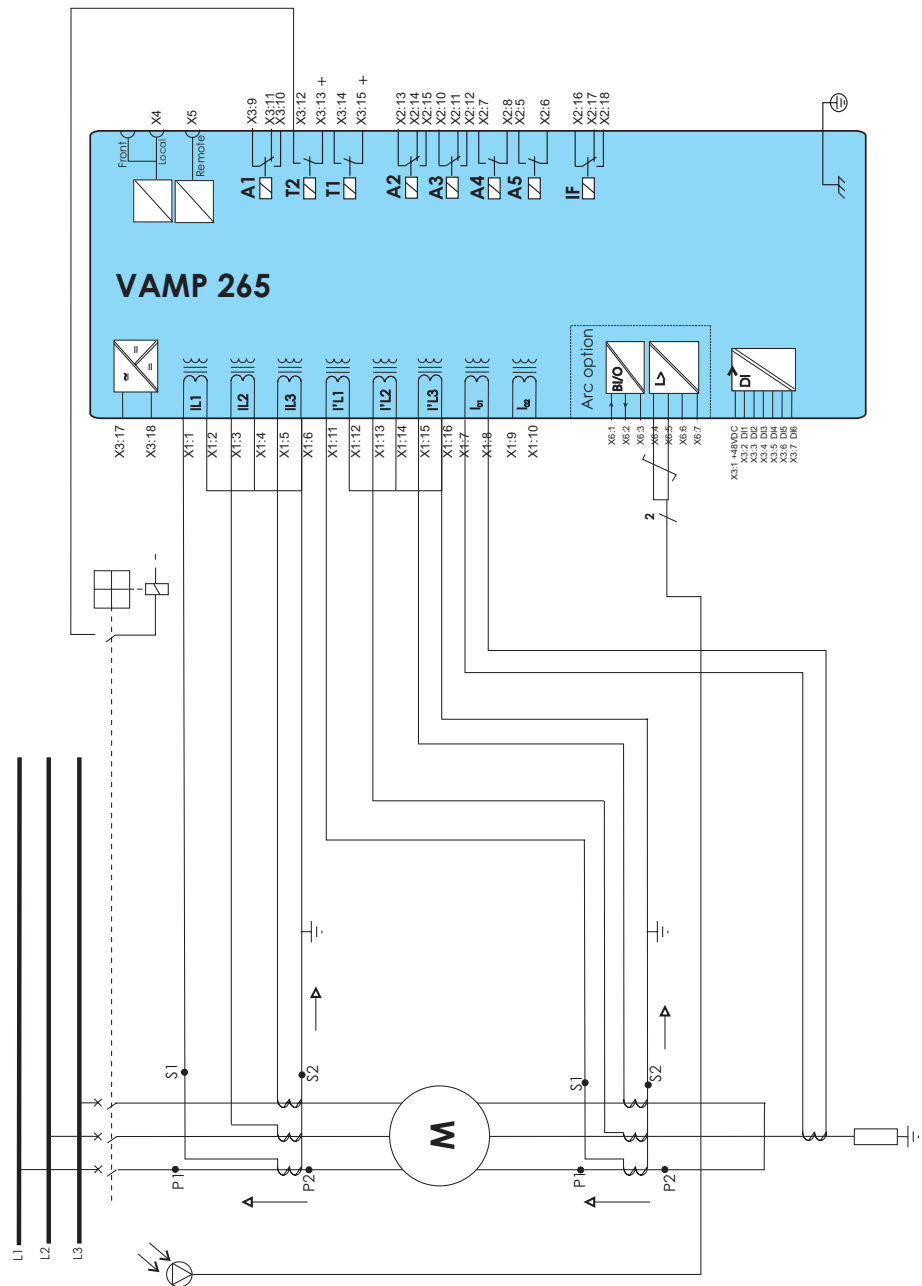 X3:9
X3:11
X3:10
X3:12
X3:13 +
X3:14
X3:15 +
X2:13
X2:14
X2:15
X2:10
X2:11
X2:12
X2:7
X2:8
X2:5
X2:6
X2:16
X2:17
X2:18
X4
X5
Front
Local
Remote
A1
T2
T1
A2
A3
A4
A5
IF
VAMP 265
IL1
IL2
IL3
I'L1
I'L2
I'L3
I01
I02
Arc option
BI/O
L>
DI
X3:17
X3:18
X1:1
X1:2
X1:3
X1:4
X1:5
X1:6
X1:11
X1:12
X1:13
X1:14
X1:15
X1:16
X1:7
X1:8
X1:9
X1:10
X6:1
X6:2
X6:3
X6:4
X6:5
X6:6
X6:7
X3:1 +48VDC
X3:2 DI1
X3:3 DI2
X3:4 DI3
X3:5 DI4
X3:6 DI5
X3:7 DI6
2
S1
S2
S1
S2
M
P1
P2
P1
P2
L1
L2
L3